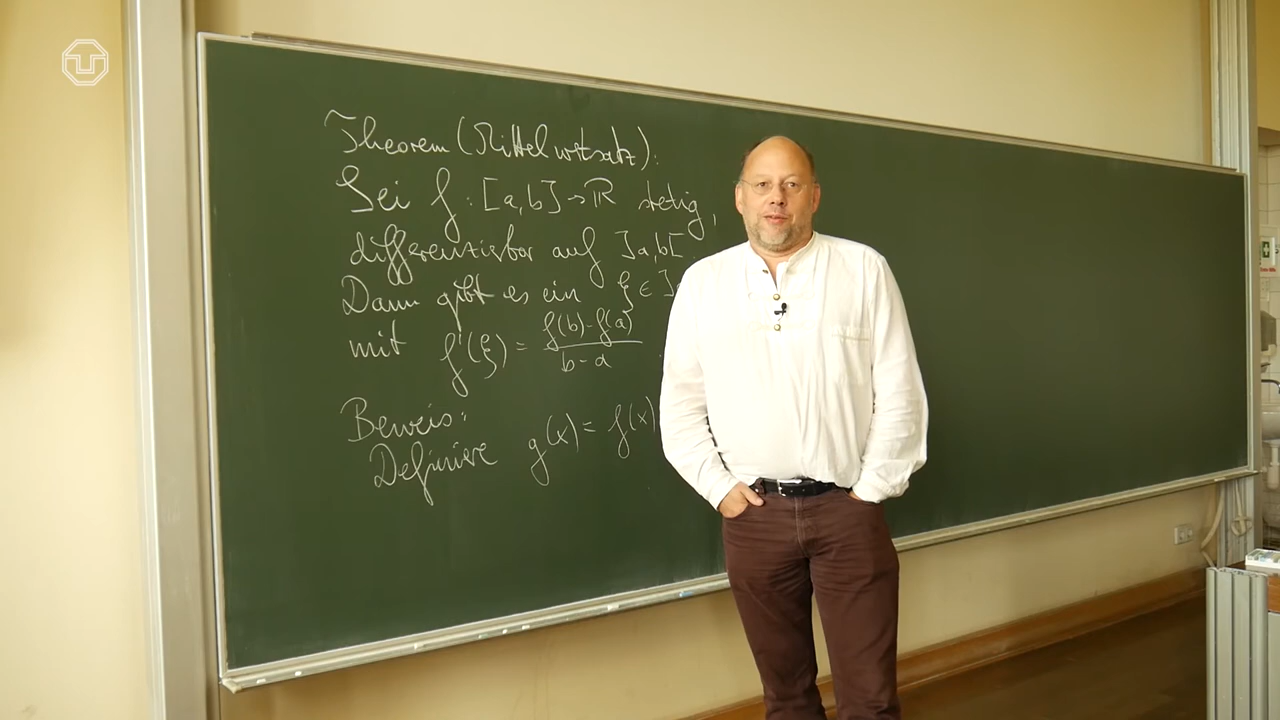 Theorem (Mittelwertsatz):
Sei f : [a,b] → ℝ stetig,
differenzierbar auf ]a,b[.
Dann gibt es ein ξ ∈ ]a
mit f'(ξ) = f(b) - f(a) / b - a
Beweis:
Definiere g(x) = f(x)